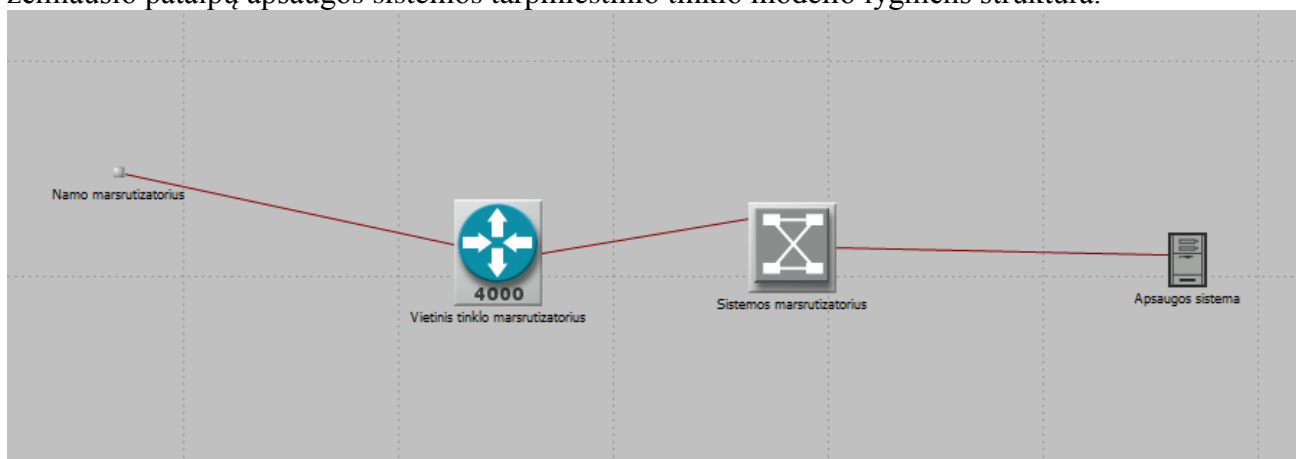 žemiausio patalpų apsaugos sistemos tarpmiestinio tinklo modelio lygmens struktūra.
Namo marsrutizatorius
4000
Vietinis tinklo marsrutizatorius
Sistemos marsrutizatorius
Apsaugos sistema